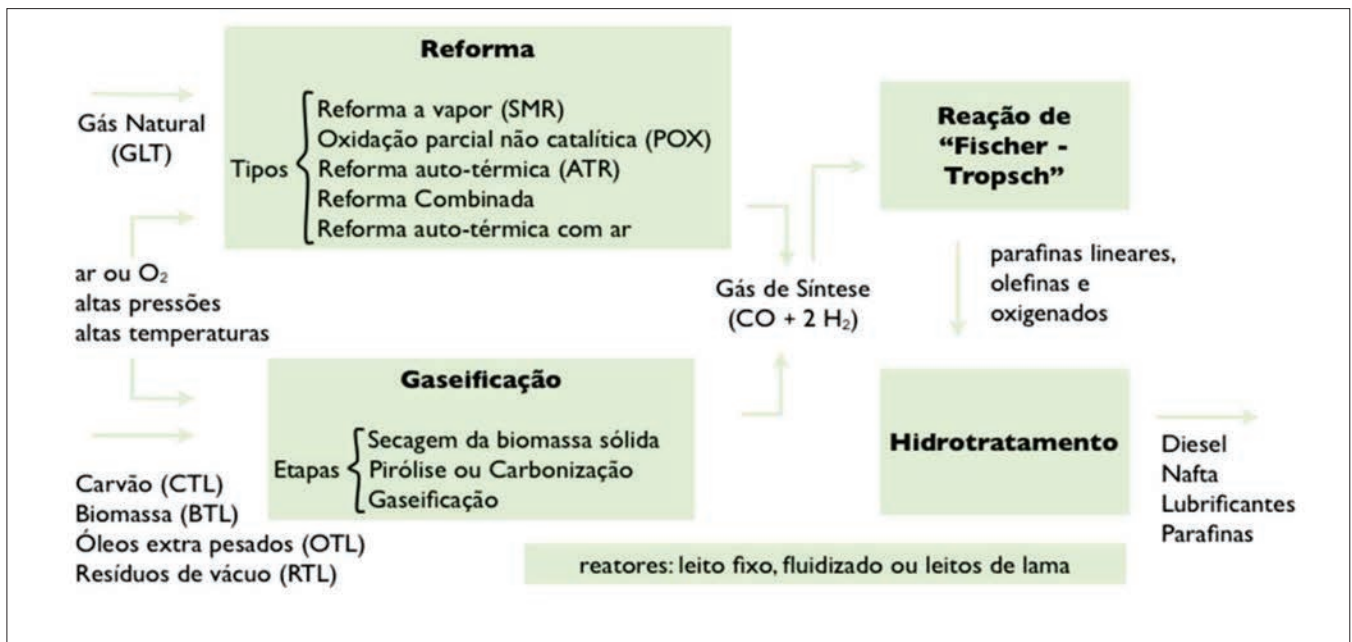 Reforma
Gás Natural
(GLT)
Tipos
Reforma a vapor (SMR)
Oxidação parcial não catalítica (POX)
Reforma auto-térmica (ATR)
Reforma Combinada
Reforma auto-térmica com ar
ar ou O₂
altas pressões
altas temperaturas
Gaseificação
Etapas
Secagem da biomassa sólida
Pirólise ou Carbonização
Gaseificação
Carvão (CTL)
Biomassa (BTL)
Óleos extra pesados (OTL)
Resíduos de vácuo (RTL)
Gás de Síntese
(CO + 2 H₂)
Reação de
“Fischer -
Tropsch”
parafinas lineares,
olefinas e
oxigenados
Hidrotratamento
Diesel
Nafta
Lubrificantes
Parafinas
reatores: leito fixo, fluidizado ou leitos de lama